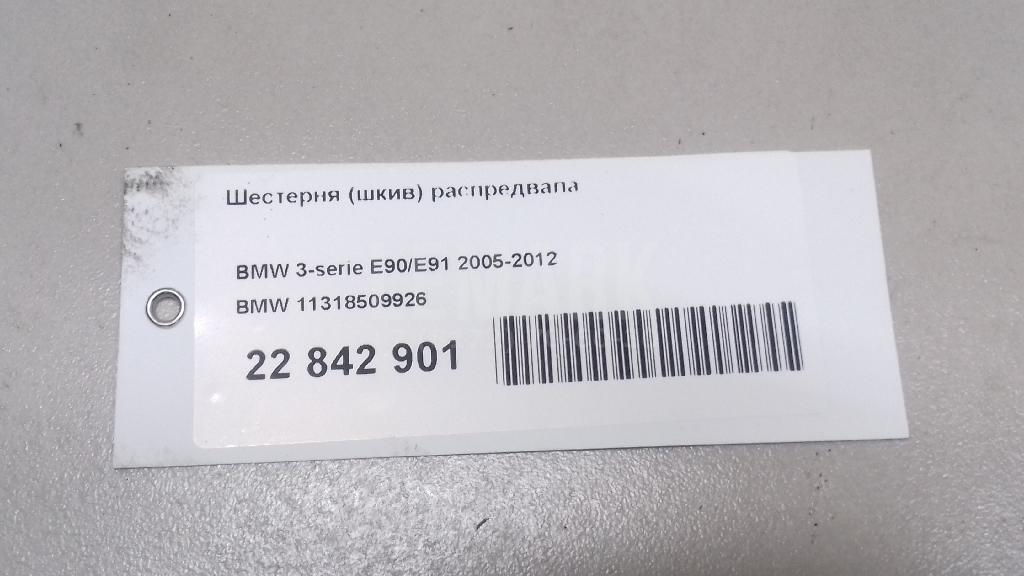 Шестерня (шкив) распредвала
BMW 3-serie E90/E91 2005-2012
BMW 11318509926
22 842 901